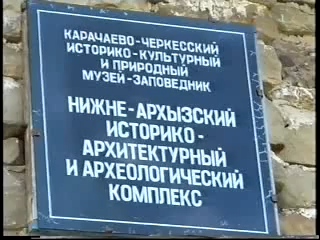 КАРАЧАЕВО-ЧЕРКЕССКИЙ
ИСТОРИКО-КУЛЬТУРНЫЙ
И ПРИРОДНЫЙ
МУЗЕЙ-ЗАПОВЕДНИК
НИЖНЕ-АРХЫЗСКИЙ
ИСТОРИКО-
АРХИТЕКТУРНЫЙ
И АРХЕОЛОГИЧЕСКИЙ
КОМПЛЕКС